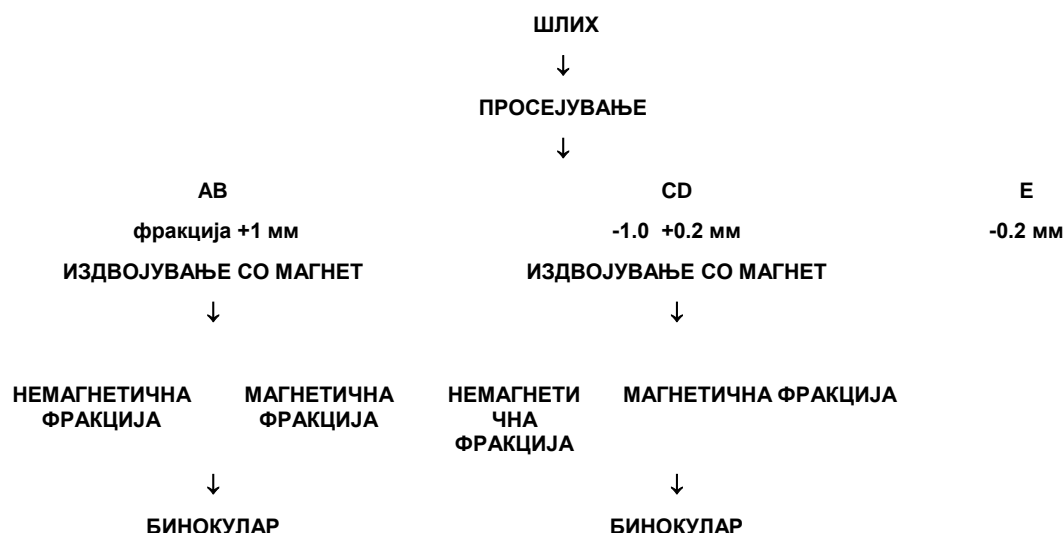 ШЛИХ
↓
ПРОСЕЈУВАЊЕ
↓
АВ CD Е
фракција +1 мм -1.0 +0.2 мм -0.2 мм
ИЗДВОЈУВАЊЕ СО МАГНЕТ ИЗДВОЈУВАЊЕ СО МАГНЕТ
↓ ↓
НЕМАГНЕТИЧНА МАГНЕТИЧНА НЕМАГНЕТИ МАГНЕТИЧНА ФРАКЦИЈА
ФРАКЦИЈА ФРАКЦИЈА ЧНА
ФРАКЦИЈА
↓ ↓
БИНОКУЛАР БИНОКУЛАР